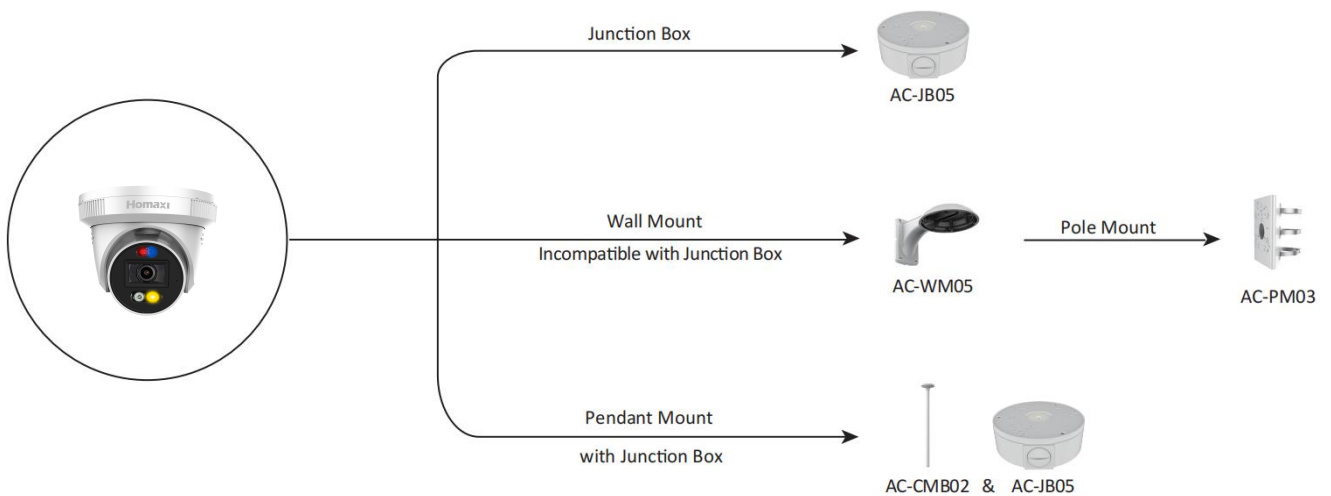 Junction Box
AC-JB05
Homaxi
Wall Mount
Incompatible with Junction Box
AC-WM05
Pole Mount
AC-PM03
Pendant Mount
with Junction Box
AC-CMB02 & AC-JB05